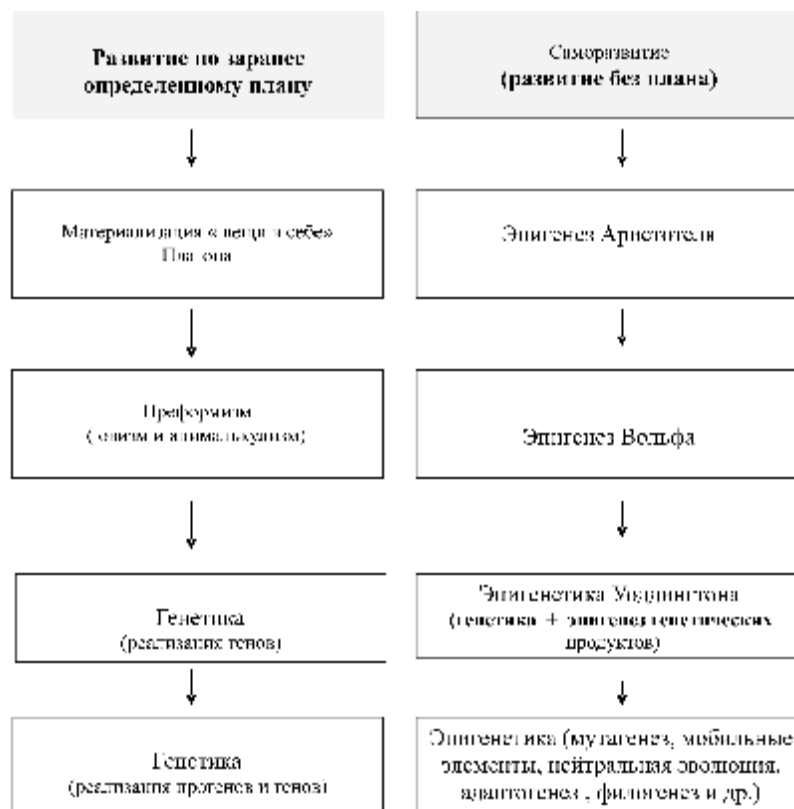 Развитие по заранее
определенному плану
Саморазвитие
(развитие без плана)
Материализация «вещи в себе»
Платона
Эпигенез Аристотеля
Преформизм
( овизм и анималькулизм)
Эпигенез Вольфа
Генетика
(реализация генов)
Эпигенетика Уоддингтона
(генетика + эпигенез генетических
продуктов)
Генетика
(реализация прогенов и генов)
Эпигенетика (мутагенез, мобильные
элементы, нейтральная эволюция,
адаптогенез , филогенез и др.)